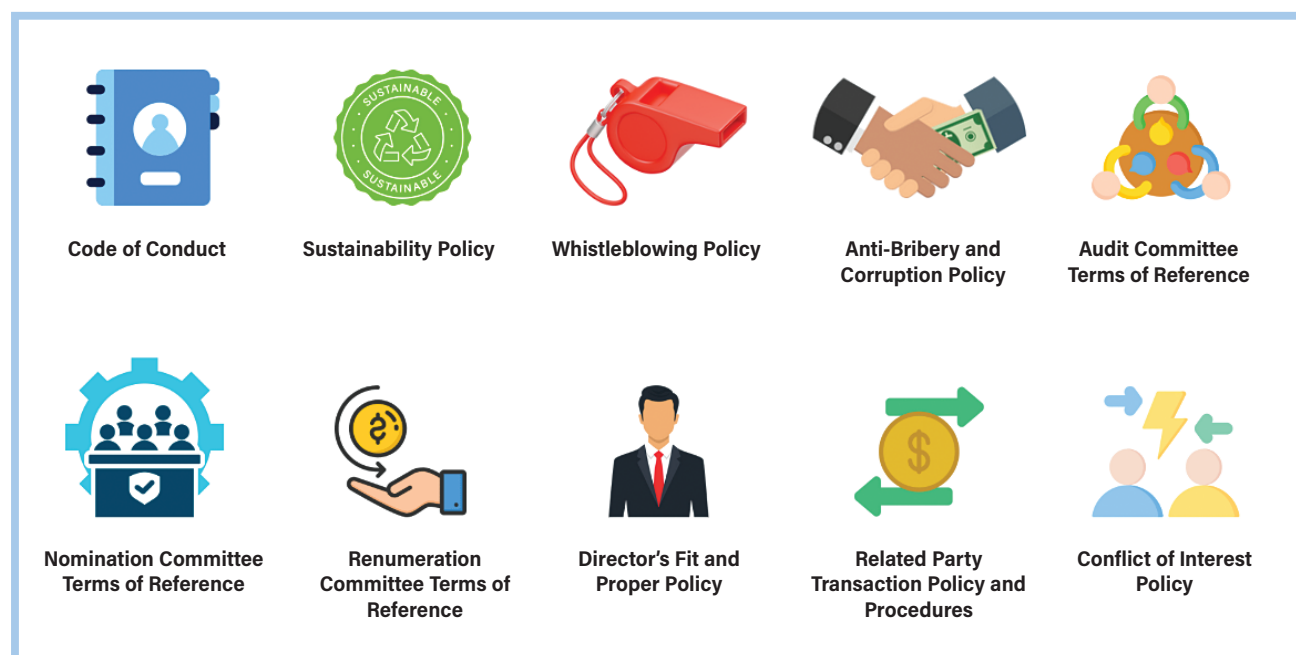 SUSTAINABLE
SUSTAINABLE
Code of Conduct
Sustainability Policy
Whistleblowing Policy
Anti-Bribery and
Corruption Policy
Audit Committee
Terms of Reference
$
$
Nomination Committee
Terms of Reference
Renumeration
Committee Terms of
Reference
Director's Fit and
Proper Policy
Related Party
Transaction Policy and
Procedures
Conflict of Interest
Policy